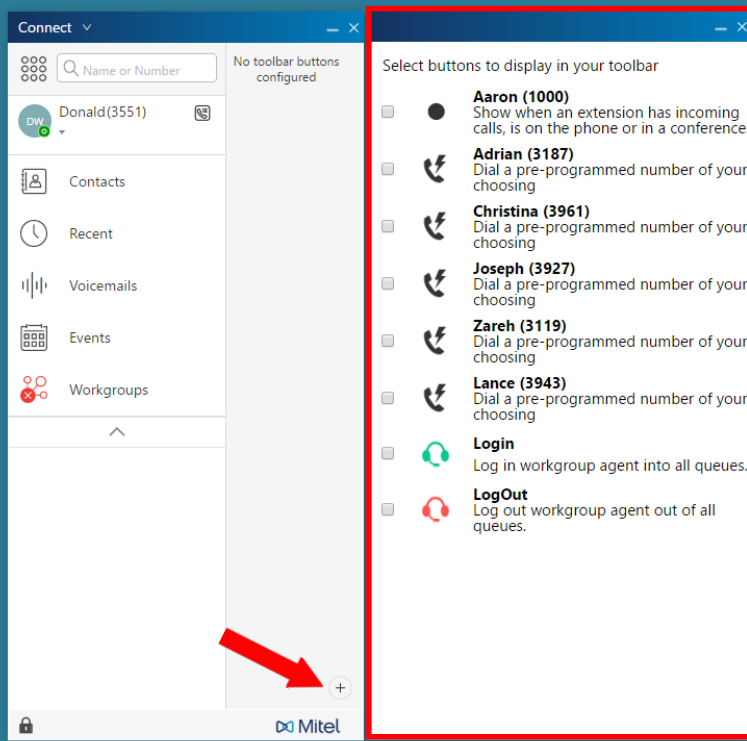 Connect
Name or Number
No toolbar buttons
configured
DW
Donald(3551)
Contacts
Recent
Voicemails
Events
Workgroups
Mitel
Select buttons to display in your toolbar
Aaron (1000)
Show when an extension has incoming
calls, is on the phone or in a conference
Adrian (3187)
Dial a pre-programmed number of your
choosing
Christina (3961)
Dial a pre-programmed number of your
choosing
Joseph (3927)
Dial a pre-programmed number of your
choosing
Zareh (3119)
Dial a pre-programmed number of your
choosing
Lance (3943)
Dial a pre-programmed number of your
choosing
Login
Log in workgroup agent into all queues.
LogOut
Log out workgroup agent out of all
queues.